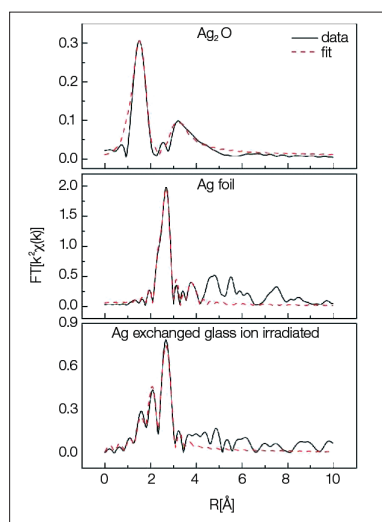 Ag₂O
data
fit
0.3
0.2
0.1
0.0
Ag foil
2.0
1.5
1.0
0.5
0.0
FT[k²χ(k)]
Ag exchanged glass ion irradiated
0.9
0.6
0.3
0.0
0 2 4 6 8 10
R[Å]